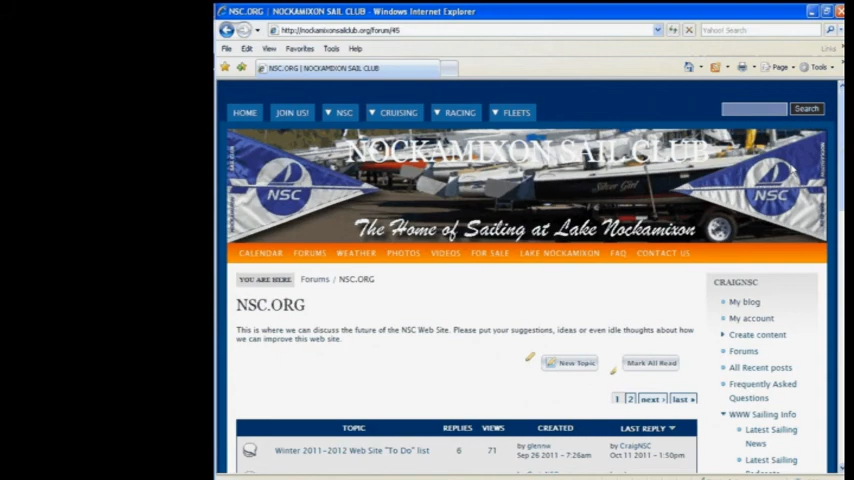 NSC.ORG | NOCKAMIXON SAIL CLUB - Windows Internet Explorer
http://nockamixonsailclub.org/forum/45
Yahoo! Search
File Edit View Favorites Tools Help
Links
NSC.ORG | NOCKAMIXON SAIL CLUB
Page Tools
HOME JOIN US! NSC CRUISING RACING FLEETS
Search
NOCKAMIXON SAIL CLUB
Silver Girl
NSC
NSC
The Home of Sailing at Lake Nockamixon
CALENDAR FORUMS WEATHER PHOTOS VIDEOS FOR SALE LAKE NOCKAMIXON FAQ CONTACT US
YOU ARE HERE Forums / NSC.ORG
NSC.ORG
This is where we can discuss the future of the NSC Web Site. Please put your suggestions, ideas or even idle thoughts about how
we can improve this web site.
New Topic Mark All Read
1 2 next › last »
TOPIC REPLIES VIEWS CREATED LAST REPLY
Winter 2011-2012 Web Site "To Do" list 6 71
by glennw
Sep 26 2011 - 7:26am
by CraigNSC
Oct 11 2011 - 1:50pm
CRAIGNSC
My blog
My account
Create content
Forums
All Recent posts
Frequently Asked
Questions
WWW Sailing Info
Latest Sailing
News
Latest Sailing